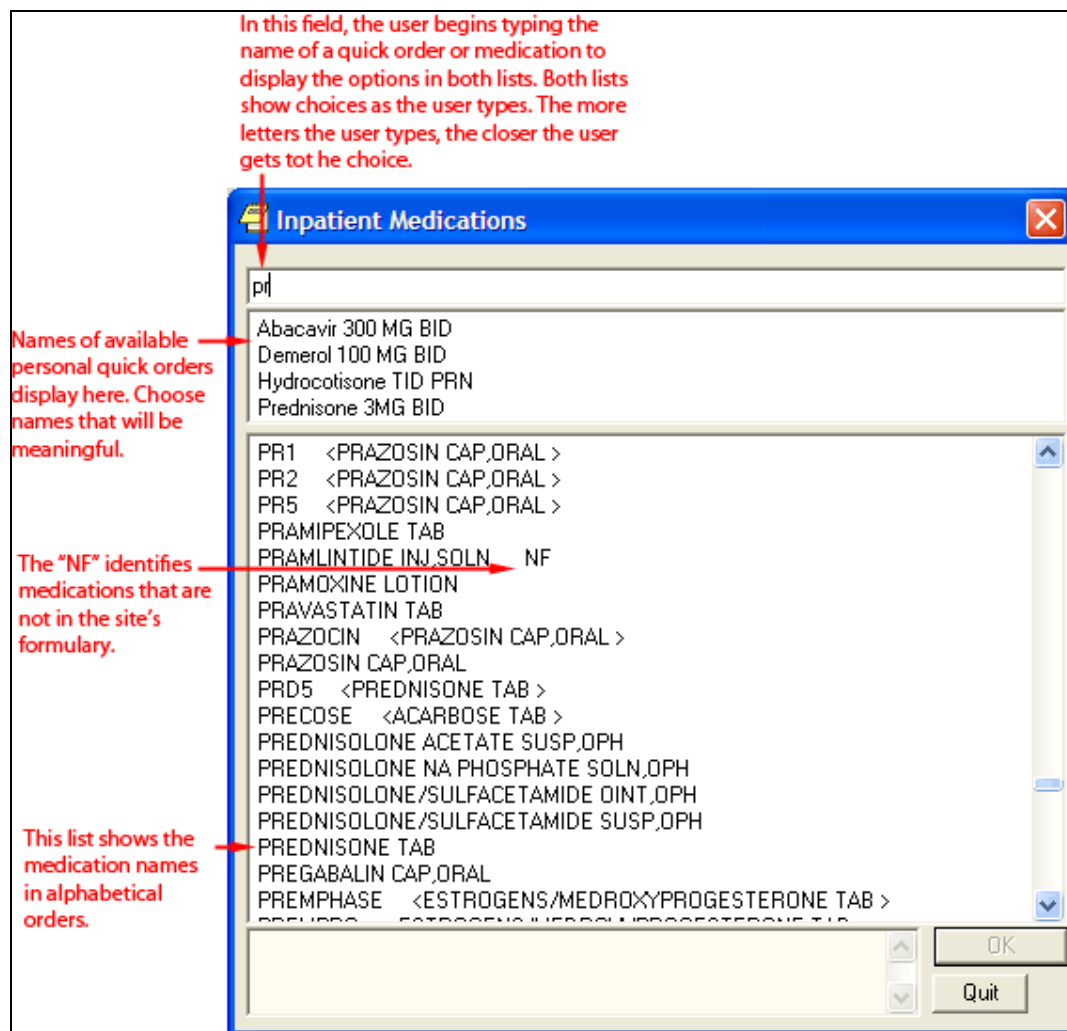 In this field, the user begins typing the
name of a quick order or medication to
display the options in both lists. Both lists
show choices as the user types. The more
letters the user types, the closer the user
gets tot he choice.
Inpatient Medications
pr
Names of available
personal quick orders
display here. Choose
names that will be
meaningful.
Abacavir 300 MG BID
Demerol 100 MG BID
Hydrocotisone TID PRN
Prednisone 3MG BID
PR1 <PRAZOSIN CAP,ORAL >
PR2 <PRAZOSIN CAP,ORAL >
PR5 <PRAZOSIN CAP,ORAL >
PRAMIPEXOLE TAB
PRAMLINTIDE INJ,SOLN NF
PRAMOXINE LOTION
PRAVASTATIN TAB
PRAZOCIN <PRAZOSIN CAP,ORAL >
PRAZOSIN CAP,ORAL
PRD5 <PREDNISONE TAB >
PRECOSE <ACARBOSE TAB >
PREDNISOLONE ACETATE SUSP,OPH
PREDNISOLONE NA PHOSPHATE SOLN,OPH
PREDNISOLONE/SULFACETAMIDE OINT,OPH
PREDNISOLONE/SULFACETAMIDE SUSP,OPH
PREDNISONE TAB
PREGABALIN CAP,ORAL
PREMPHASE <ESTROGENS/MEDROXYPROGESTERONE TAB >
The "NF" identifies
medications that are
not in the site's
formulary.
This list shows the
medication names
in alphabetical
orders.
OK
Quit